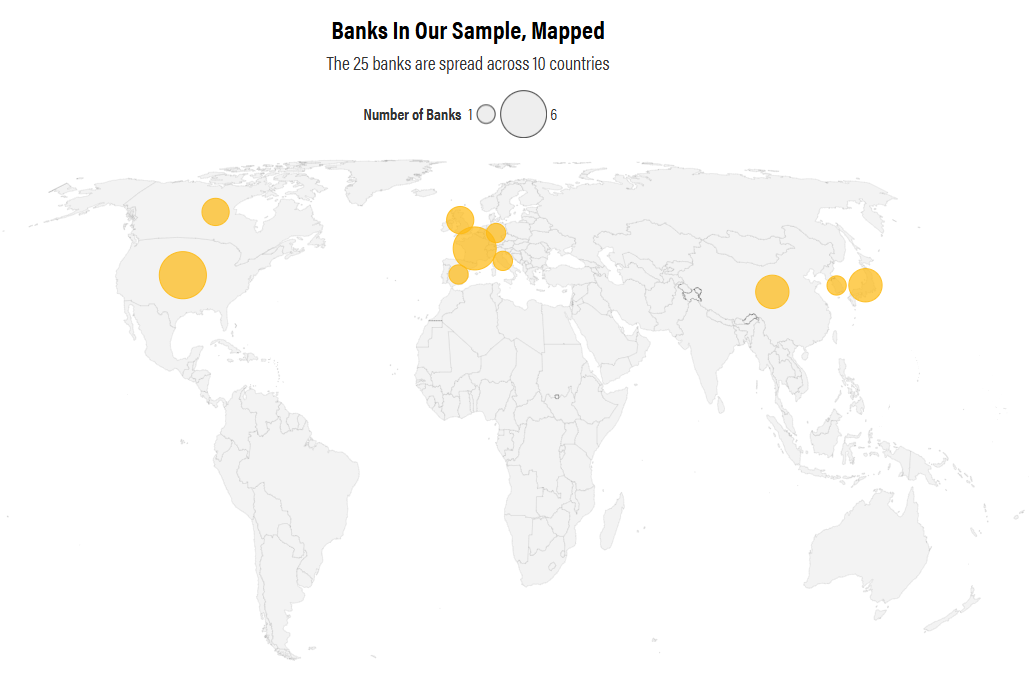 Banks In Our Sample, Mapped
The 25 banks are spread across 10 countries
Number of Banks 1 6